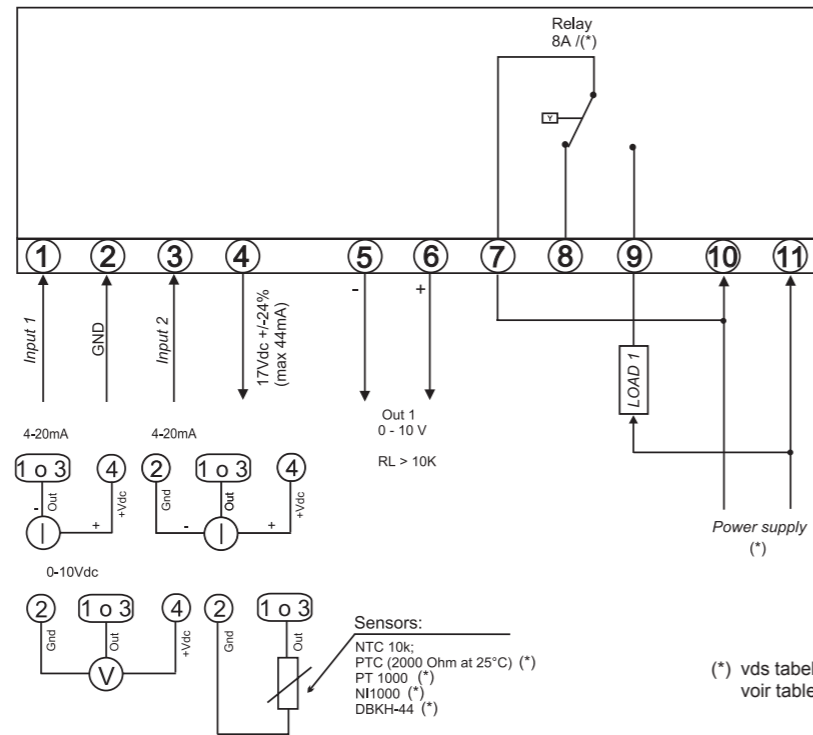 Relay
8A /(*)
Y
1 2 3 4 5 6 7 8 9 10 11
- +
Input 1
GND
Input 2
17Vdc +/-24%
(max 44mA)
Out 1
0 - 10 V
RL > 10K
LOAD 1
Power supply
(*)
4-20mA
1 o 3
4
- Out
+
+Vdc
I
4-20mA
2
1 o 3
4
Gnd
Out
+Vdc
- +
I
0-10Vdc
2
1 o 3
4
Gnd
Out
+Vdc
V
2
1 o 3
Gnd
Out
Sensors:
NTC 10k;
PTC (2000 Ohm at 25°C) (*)
PT 1000 (*)
NI1000 (*)
DBKH-44 (*)
(*) vds tabel
voir table